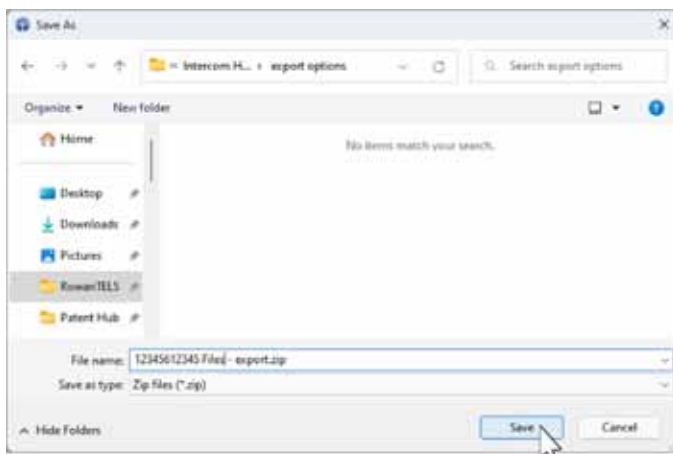 Save As
Intercom H... › export options
Search export options
Organize
New folder
Home
No items match your search.
Desktop
Downloads
Pictures
RowanTELS
Patent Hub
File name: 12345612345 Files - export.zip
Save as type: Zip files (*.zip)
Hide Folders
Save
Cancel